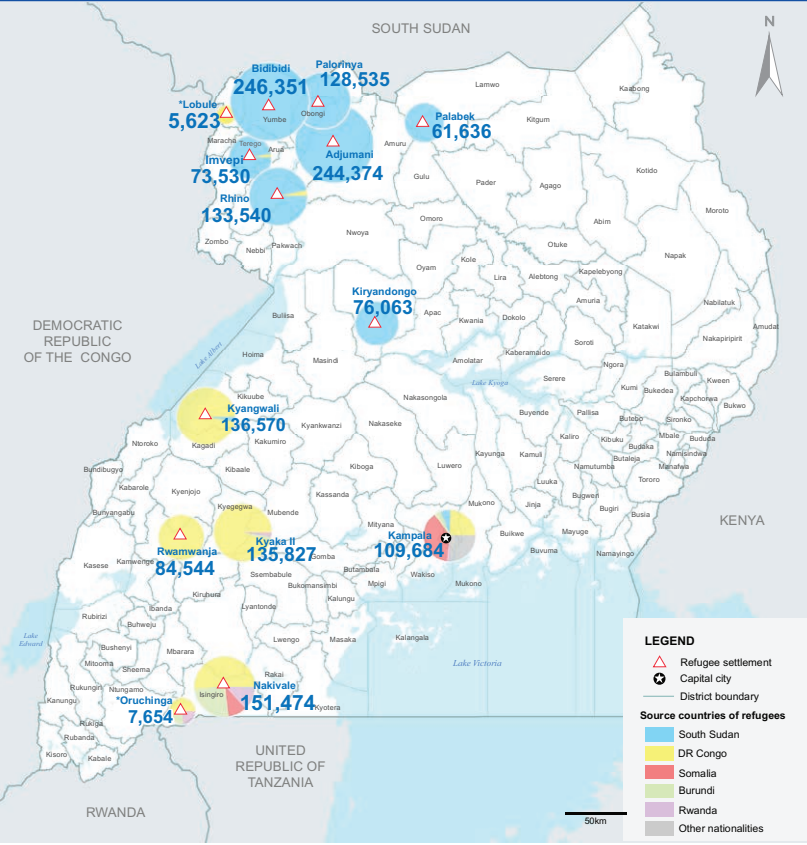 SOUTH SUDAN
N
Bidibidi
246,351
Palorinya
128,535
Lamwo
Kaabong
*Lobule
5,623
Yumbe
Obongi
Palabek
61,636
Kitgum
Maracha
Terego
Arua
Adjumani
244,374
Amuru
Imvepi
73,530
Kotido
Gulu
Pader
Agago
Rhino
133,540
Moroto
Omoro
Abim
Zombo
Nebbi
Pakwach
Nwoya
Otuke
Napak
Kole
Oyam
Lira
Alebtong
Kapelebyong
Kiryandongo
76,063
Amuria
Nabilatuk
Buliisa
Apac
Kwania
Dokolo
Katakwi
Amudat
DEMOCRATIC
REPUBLIC
OF THE CONGO
Lake Albert
Hoima
Masindi
Amolatar
Kaberamaido
Soroti
Nakapiripirit
Ngora
Lake Kyoga
Serere
Kumi
Bukedea
Bulambuli
Kween
Kapchorwa
Bukwo
Kikuube
Kyangwali
136,570
Nakasongola
Buyende
Pallisa
Butebo
Sironko
Kyankwanzi
Nakaseke
Kaliro
Kibuku
Mbale
Bududa
Budaka
Ntoroko
Kagadi
Kakumiro
Kayunga
Kamuli
Butaleja
Namisindwa
Manafwa
Bundibugyo
Kibaale
Kiboga
Luwero
Namutumba
Tororo
Kabarole
Kyenjojo
Luuka
Bugweri
Kassanda
Kyegegwa
Mubende
Mukono
Jinja
Bugiri
Busia
Bunyangabu
Mityana
Kampala
109,684
Buikwe
Mayuge
KENYA
Rwamwanja
84,544
Kyaka II
135,827
Gomba
Buvuma
Namayingo
Kasese
Kamwenge
Butambala
Mpigi
Wakiso
Mukono
Ssembabule
Bukomansimbi
Kiruhura
Kalungu
Ibanda
Lyantonde
Rubirizi
Buhweju
Lake
Edward
Lwengo
Masaka
Kalangala
Bushenyi
Mbarara
Mitooma
Sheema
Lake Victoria
Rakai
Rukungiri
Ntungamo
Isingiro
Nakivale
151,474
Kanungu
*Oruchinga
7,654
Kyotera
Rukiga
Rubanda
Kisoro
Kabale
UNITED
REPUBLIC OF
TANZANIA
RWANDA
LEGEND
Refugee settlement
Capital city
District boundary
Source countries of refugees
South Sudan
DR Congo
Somalia
Burundi
Rwanda
Other nationalities
50km